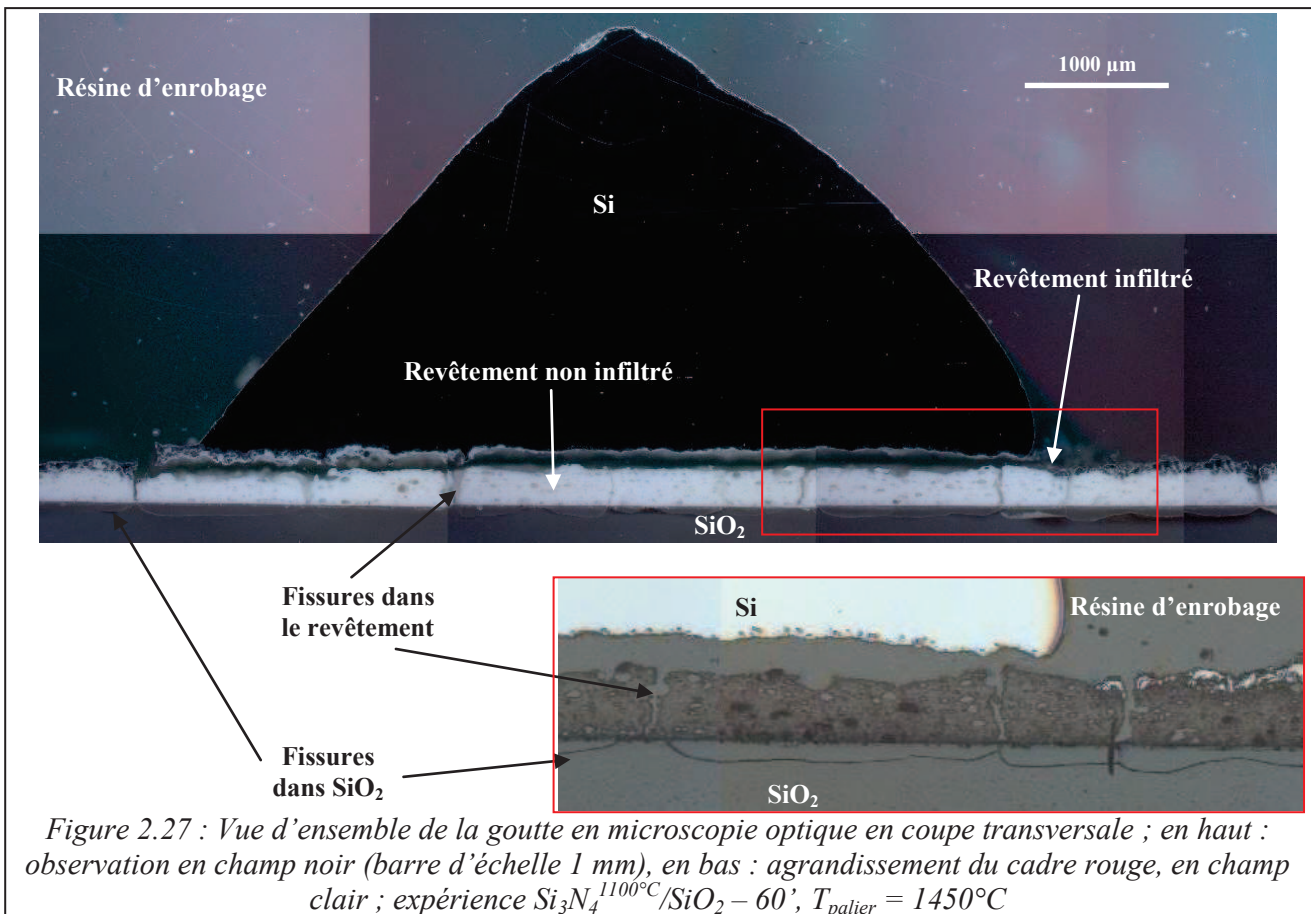 Résine d'enrobage
1000 µm
Si
Revêtement infiltré
Revêtement non infiltré
SiO₂
Fissures dans
le revêtement
Si
Résine d'enrobage
Fissures
dans SiO₂
SiO₂
Figure 2.27 : Vue d'ensemble de la goutte en microscopie optique en coupe transversale ; en haut :
observation en champ noir (barre d'échelle 1 mm), en bas : agrandissement du cadre rouge, en champ
clair ; expérience Si₃N₄¹¹⁰⁰°ᶜ/SiO₂ – 60', Tpalier = 1450°C